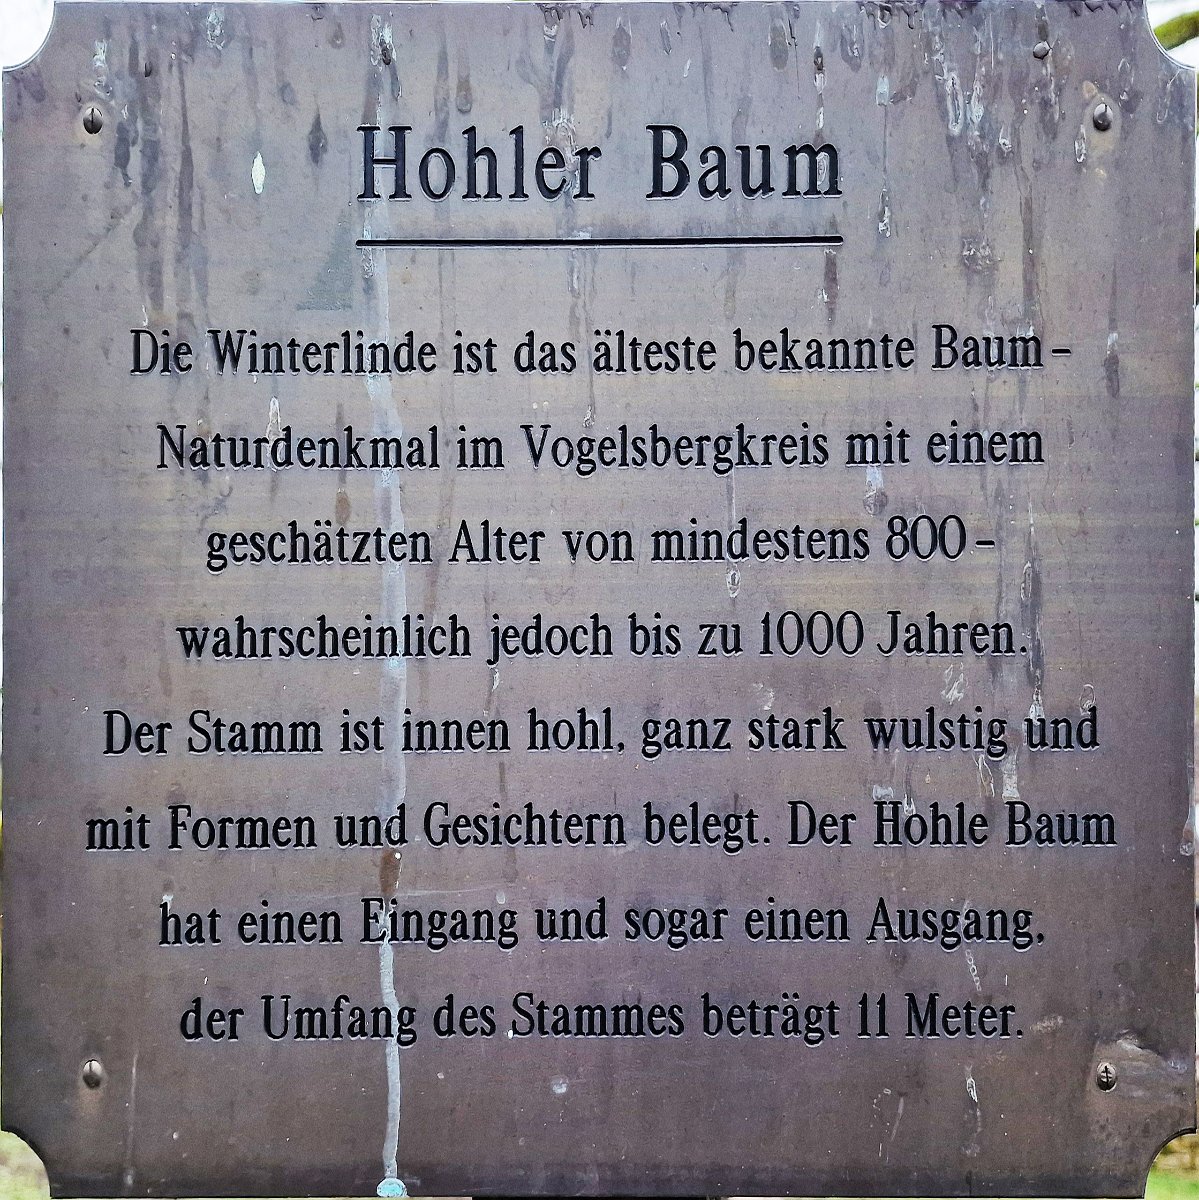 Hohler Baum
Die Winterlinde ist das älteste bekannte Baum-
Naturdenkmal im Vogelsbergkreis mit einem
geschätzten Alter von mindestens 800-
wahrscheinlich jedoch bis zu 1000 Jahren.
Der Stamm ist innen hohl, ganz stark wulstig und
mit Formen und Gesichtern belegt. Der Hohle Baum
hat einen Eingang und sogar einen Ausgang,
der Umfang des Stammes beträgt 11 Meter.